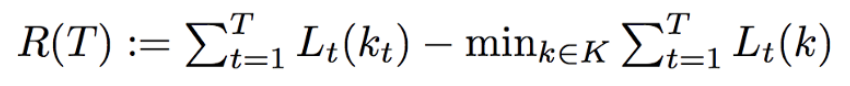 R(T) := ∑_{t=1}^{T} L_t(k_t) − min_{k∈K} ∑_{t=1}^{T} L_t(k)